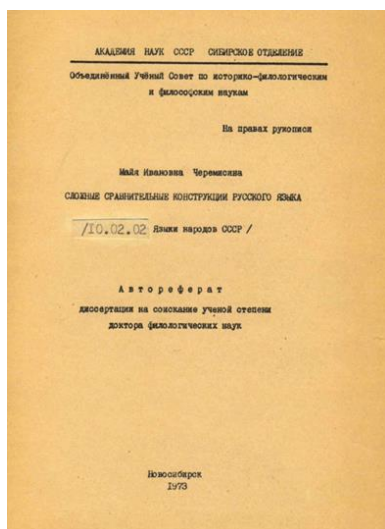 АКАДЕМИЯ НАУК СССР СИБИРСКОЕ ОТДЕЛЕНИЕ
Объединённый Учёный Совет по историко-филологическим
и философским наукам
На правах рукописи
Майя Ивановна Черемисина
СЛОЖНЫЕ СРАВНИТЕЛЬНЫЕ КОНСТРУКЦИИ РУССКОГО ЯЗЫКА
/10.02.02 Языки народов СССР /
Автореферат
диссертации на соискание ученой степени
доктора филологических наук
Новосибирск
1973